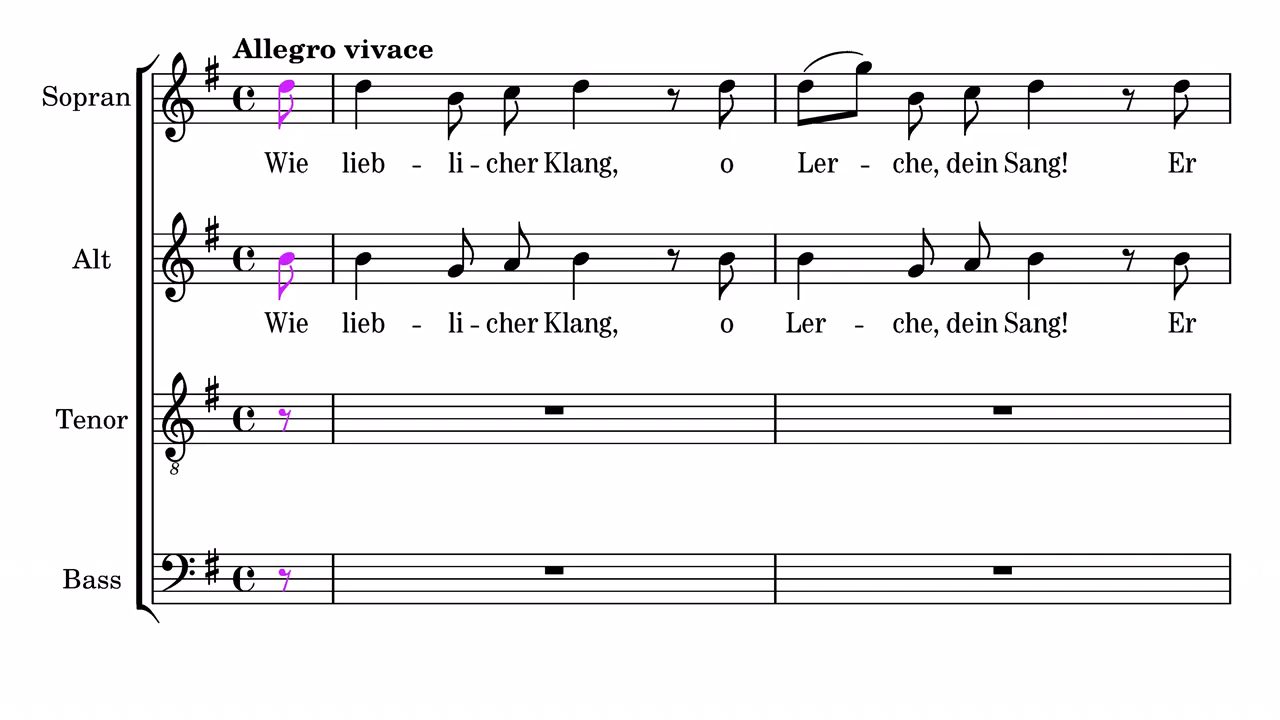 Allegro vivace
Sopran
Wie lieb - li - cher Klang, o Ler - che, dein Sang! Er
Alt
Wie lieb - li - cher Klang, o Ler - che, dein Sang! Er
Tenor
8
Bass